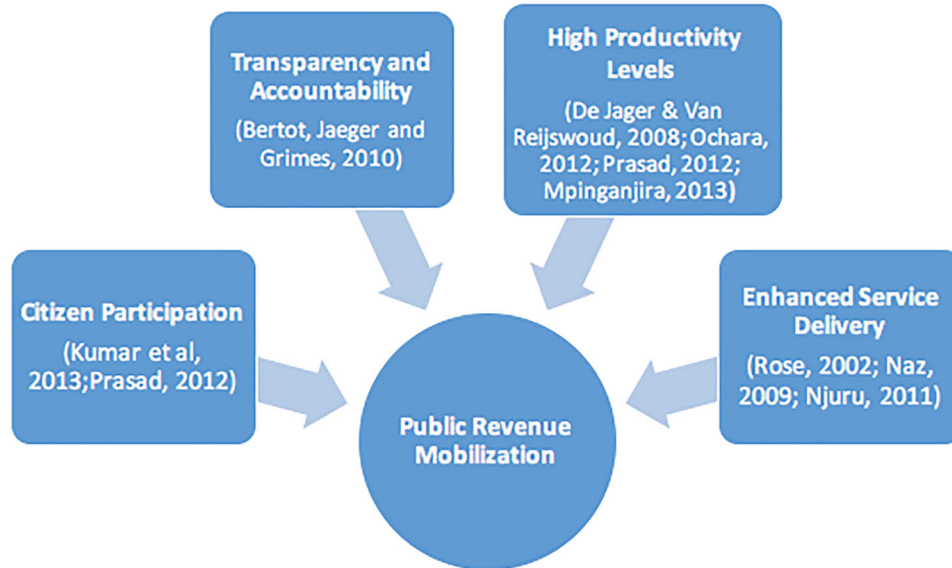 Transparency and
Accountability
(Bertot, Jaeger and
Grimes, 2010)
High Productivity
Levels
(De Jager & Van
Reijswoud, 2008; Ochara,
2012; Prasad, 2012;
Mpinganjira, 2013)
Citizen Participation
(Kumar et al,
2013;Prasad, 2012)
Enhanced Service
Delivery
(Rose, 2002; Naz,
2009; Njuru, 2011)
Public Revenue
Mobilization